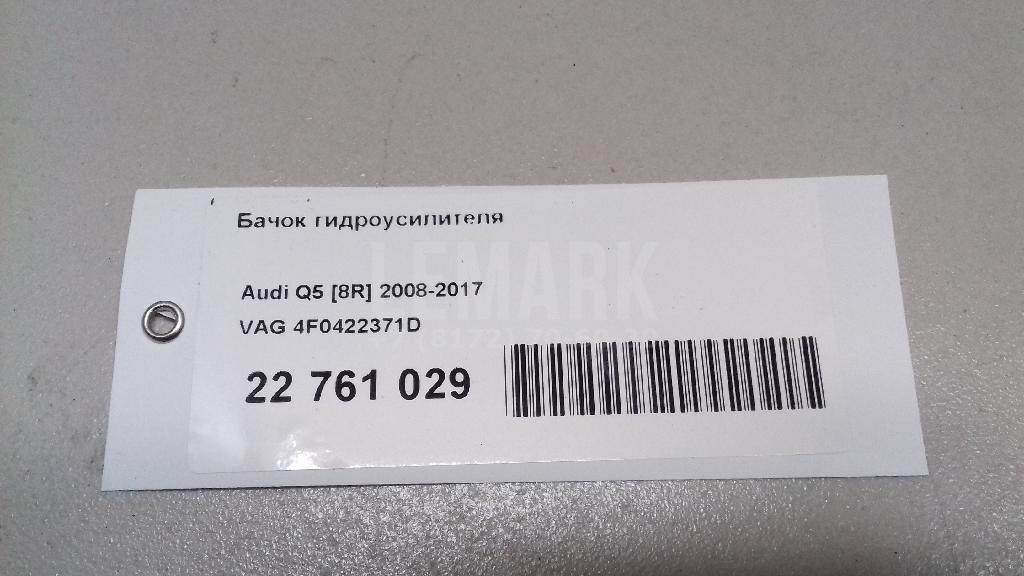 Бачок гидроусилителя
LEMARK
Audi Q5 [8R] 2008-2017
VAG 4F0422371D
22 761 029